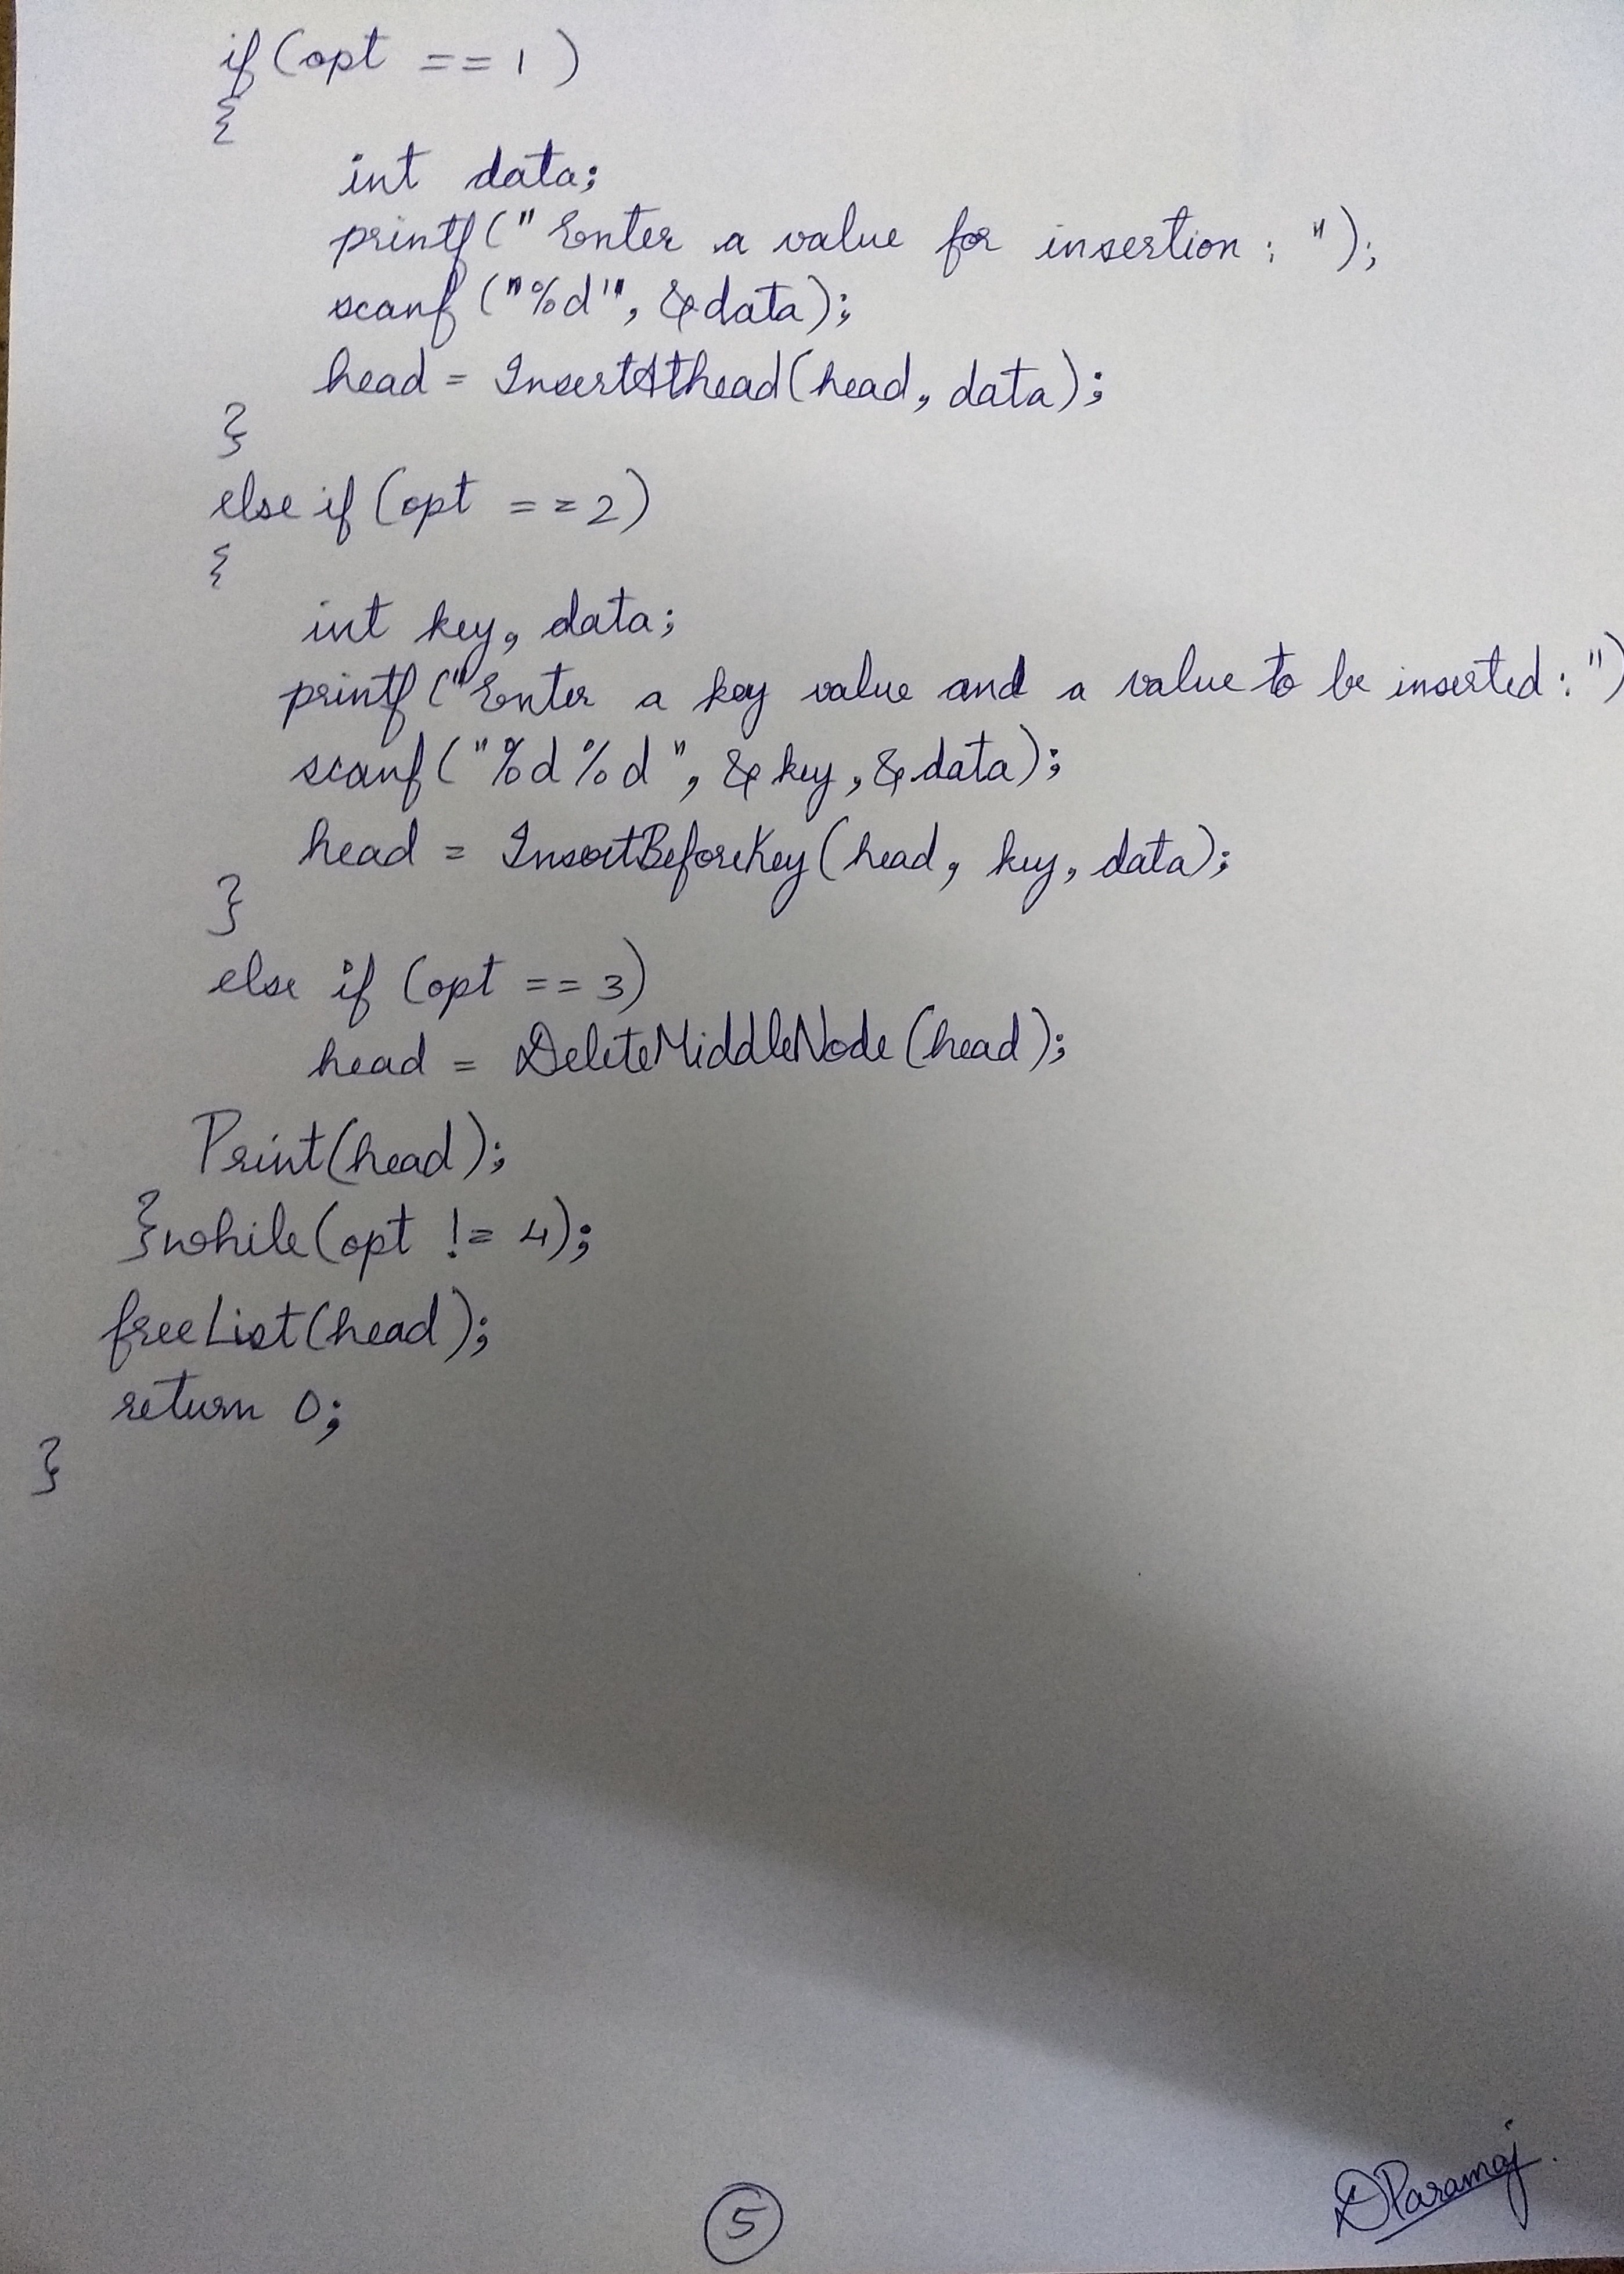 if (opt == 1)
{
int data;
printf(" Enter a value for insertion : ");
scanf ("%d", &data);
head = InsertAthead(head, data);
}
else if (opt == 2)
{
int key, data;
printf ("Enter a key value and a value to be inserted : ")
scanf ("%d %d", &key, &data);
head = InsertBeforeKey (head, key, data);
}
else if (opt == 3)
head = DeleteMiddleNode (head);
Print(head);
}while(opt != 4);
freeList(head);
return 0;
}
5